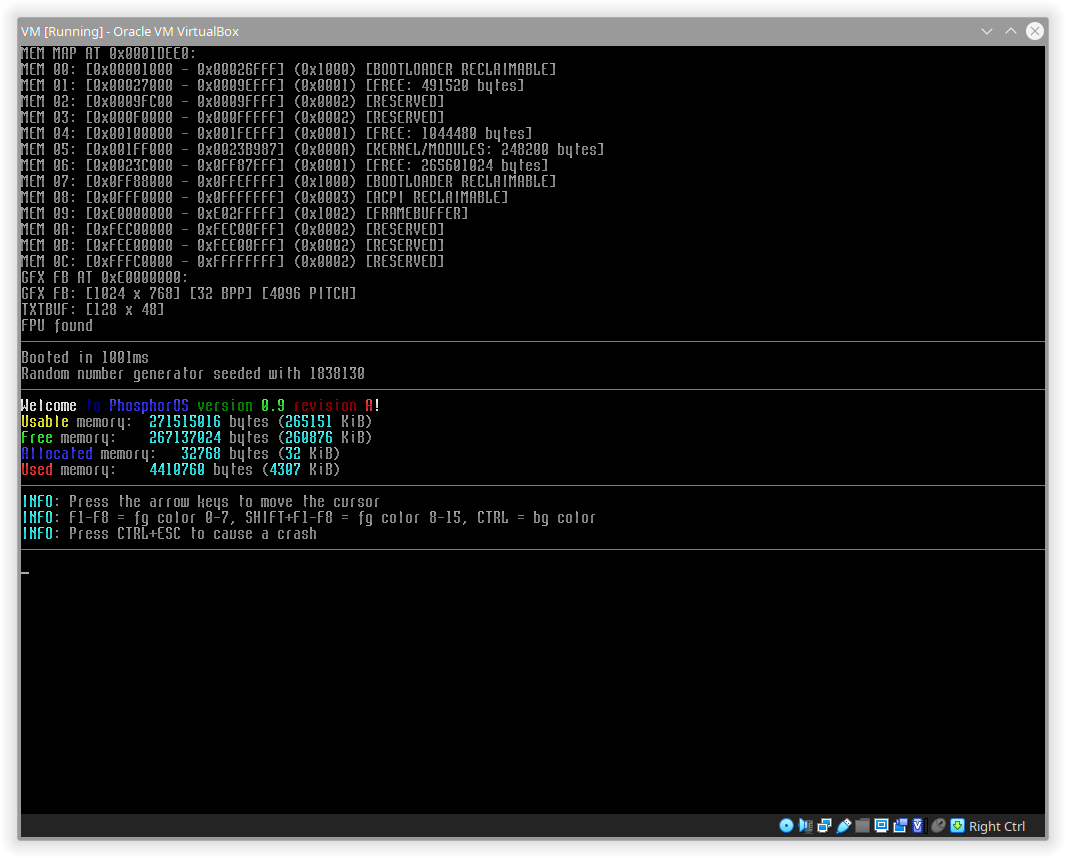 VM [Running] - Oracle VM VirtualBox
MEM MAP AT 0x0001DEE0:
MEM 00: [0x00001000 - 0x00026FFF] (0x1000) [BOOTLOADER RECLAIMABLE]
MEM 01: [0x00027000 - 0x0009EFFF] (0x0001) [FREE: 491520 bytes]
MEM 02: [0x0009FC00 - 0x0009FFFF] (0x0002) [RESERVED]
MEM 03: [0x000F0000 - 0x000FFFFF] (0x0002) [RESERVED]
MEM 04: [0x00100000 - 0x001FEFFF] (0x0001) [FREE: 1044480 bytes]
MEM 05: [0x001FF000 - 0x0023B987] (0x000A) [KERNEL/MODULES: 248200 bytes]
MEM 06: [0x0023C000 - 0x0FF87FFF] (0x0001) [FREE: 265601024 bytes]
MEM 07: [0x0FF88000 - 0x0FFEFFFF] (0x1000) [BOOTLOADER RECLAIMABLE]
MEM 08: [0x0FFF0000 - 0x0FFFFFFF] (0x0003) [ACPI RECLAIMABLE]
MEM 09: [0xE0000000 - 0xE02FFFFF] (0x1002) [FRAMEBUFFER]
MEM 0A: [0xFEC00000 - 0xFEC00FFF] (0x0002) [RESERVED]
MEM 0B: [0xFEE00000 - 0xFEE00FFF] (0x0002) [RESERVED]
MEM 0C: [0xFFFC0000 - 0xFFFFFFFF] (0x0002) [RESERVED]
GFX FB AT 0xE0000000:
GFX FB: [1024 x 768] [32 BPP] [4096 PITCH]
TXTBUF: [128 x 48]
FPU found
Booted in 1001ms
Random number generator seeded with 1838130
Welcome to PhosphorOS version 0.9 revision A!
Usable memory: 271515016 bytes (265151 KiB)
Free memory: 267137024 bytes (260876 KiB)
Allocated memory: 32768 bytes (32 KiB)
Used memory: 4410760 bytes (4307 KiB)
INFO: Press the arrow keys to move the cursor
INFO: F1-F8 = fg color 0-7, SHIFT+F1-F8 = fg color 8-15, CTRL = bg color
INFO: Press CTRL+ESC to cause a crash
_
Right Ctrl